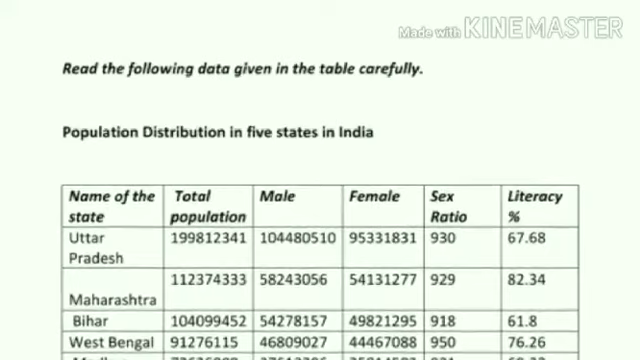 Made with KINEMASTER
Read the following data given in the table carefully.
Population Distribution in five states in India
Name of the state Total population Male Female Sex Ratio Literacy %
Uttar Pradesh 199812341 104480510 95331831 930 67.68
Maharashtra 112374333 58243056 54131277 929 82.34
Bihar 104099452 54278157 49821295 918 61.8
West Bengal 91276115 46809027 44467088 950 76.26